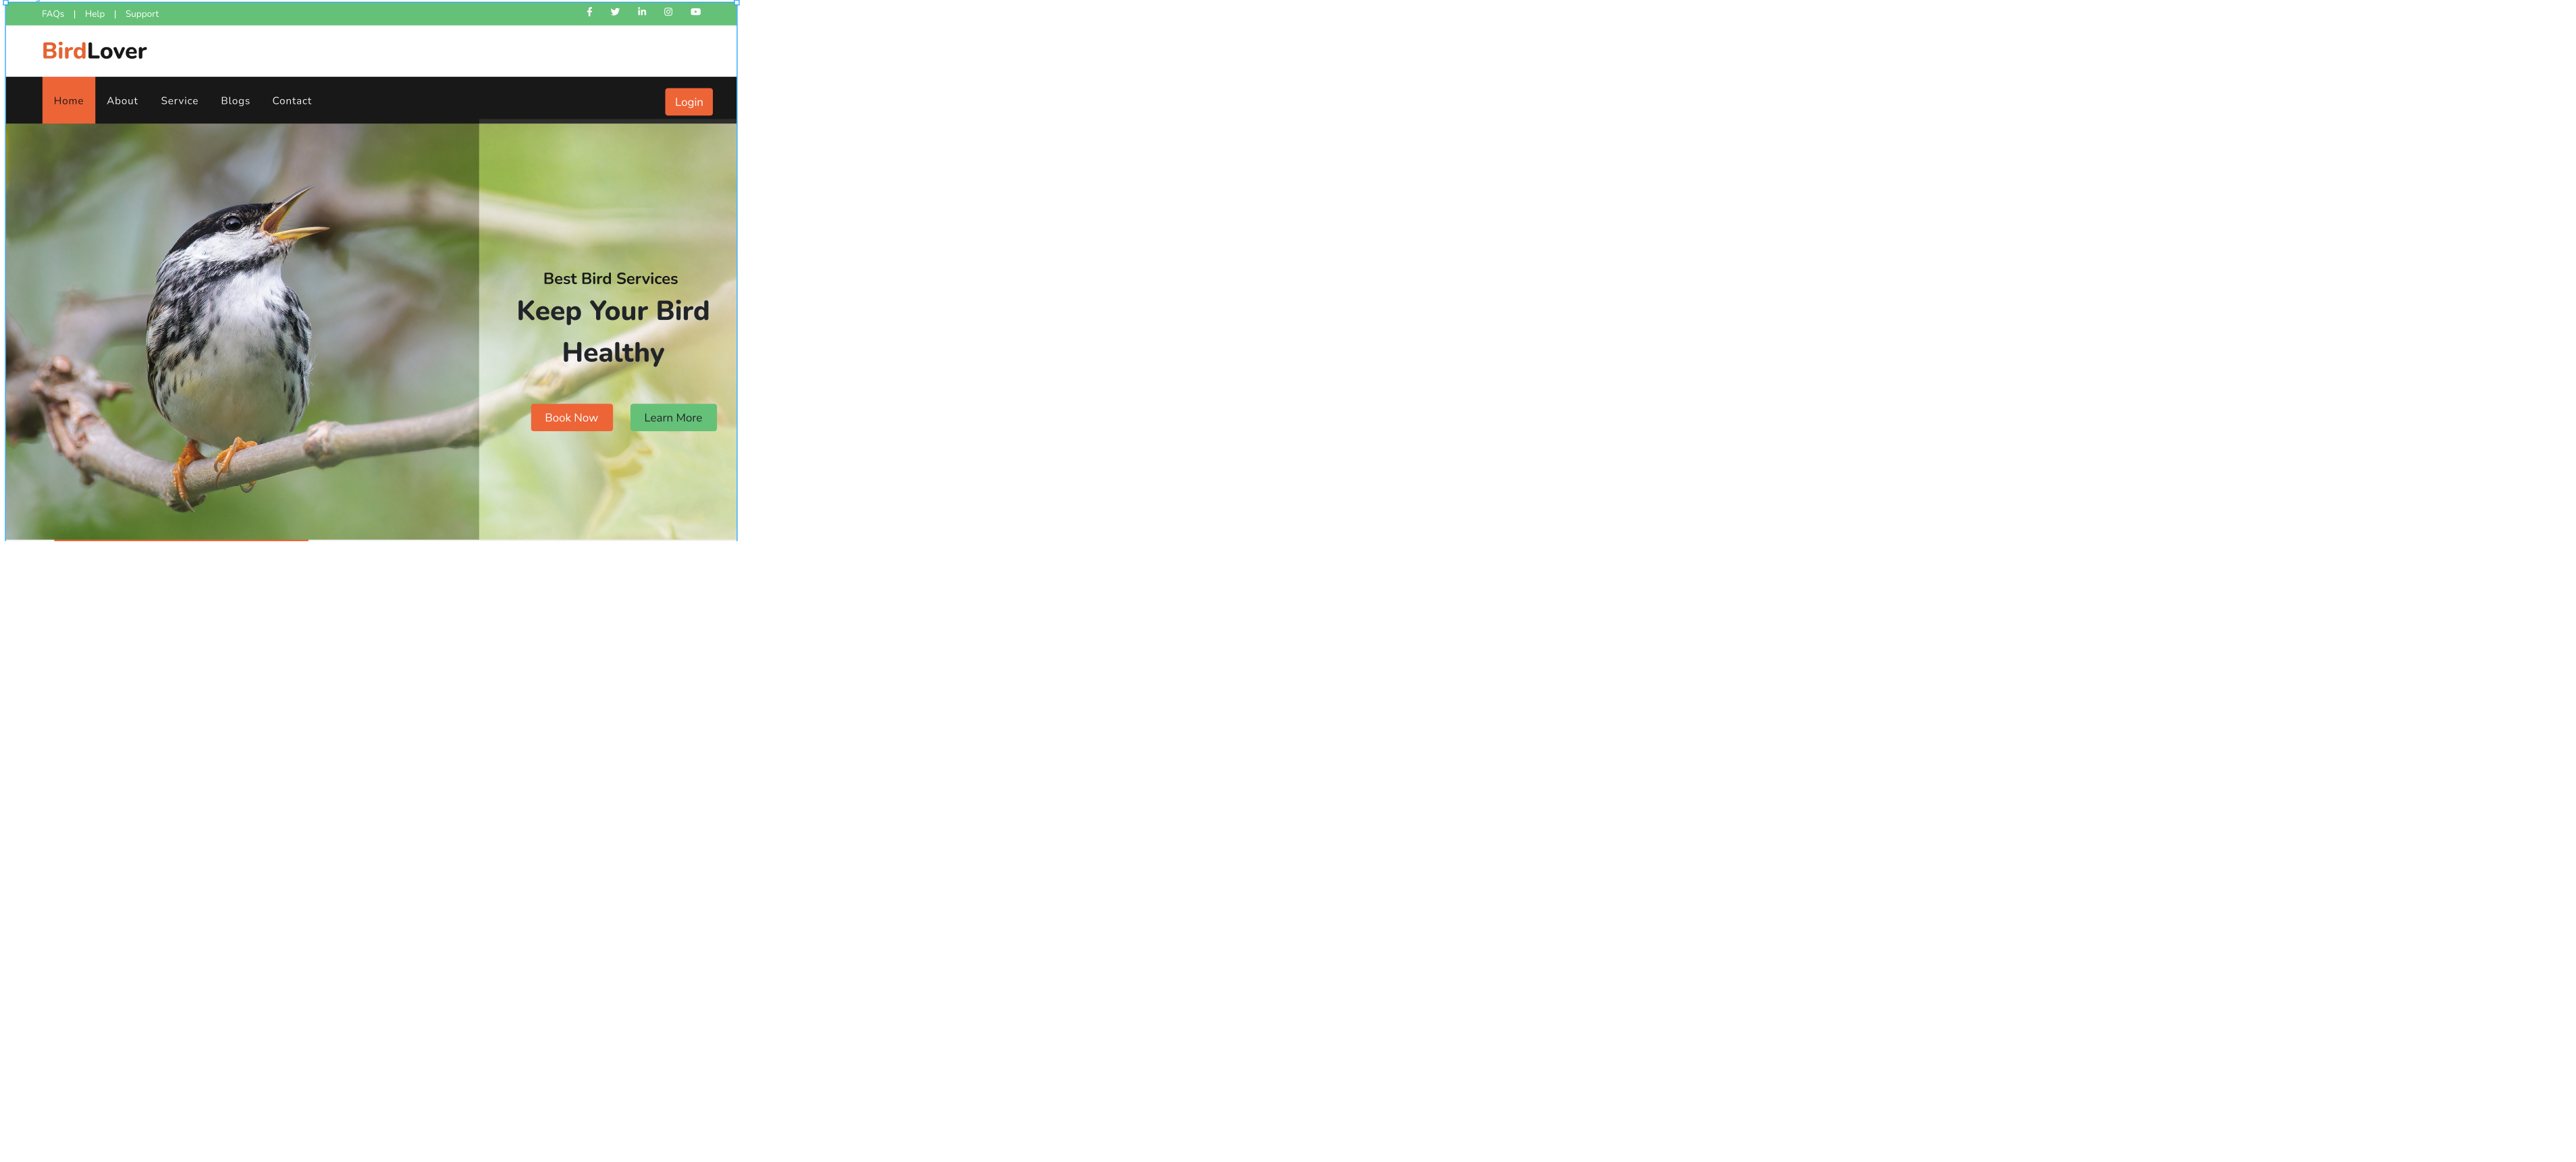 FAQs | Help | Support
BirdLover
Home About Service Blogs Contact Login
Best Bird Services
Keep Your Bird
Healthy
Book Now Learn More